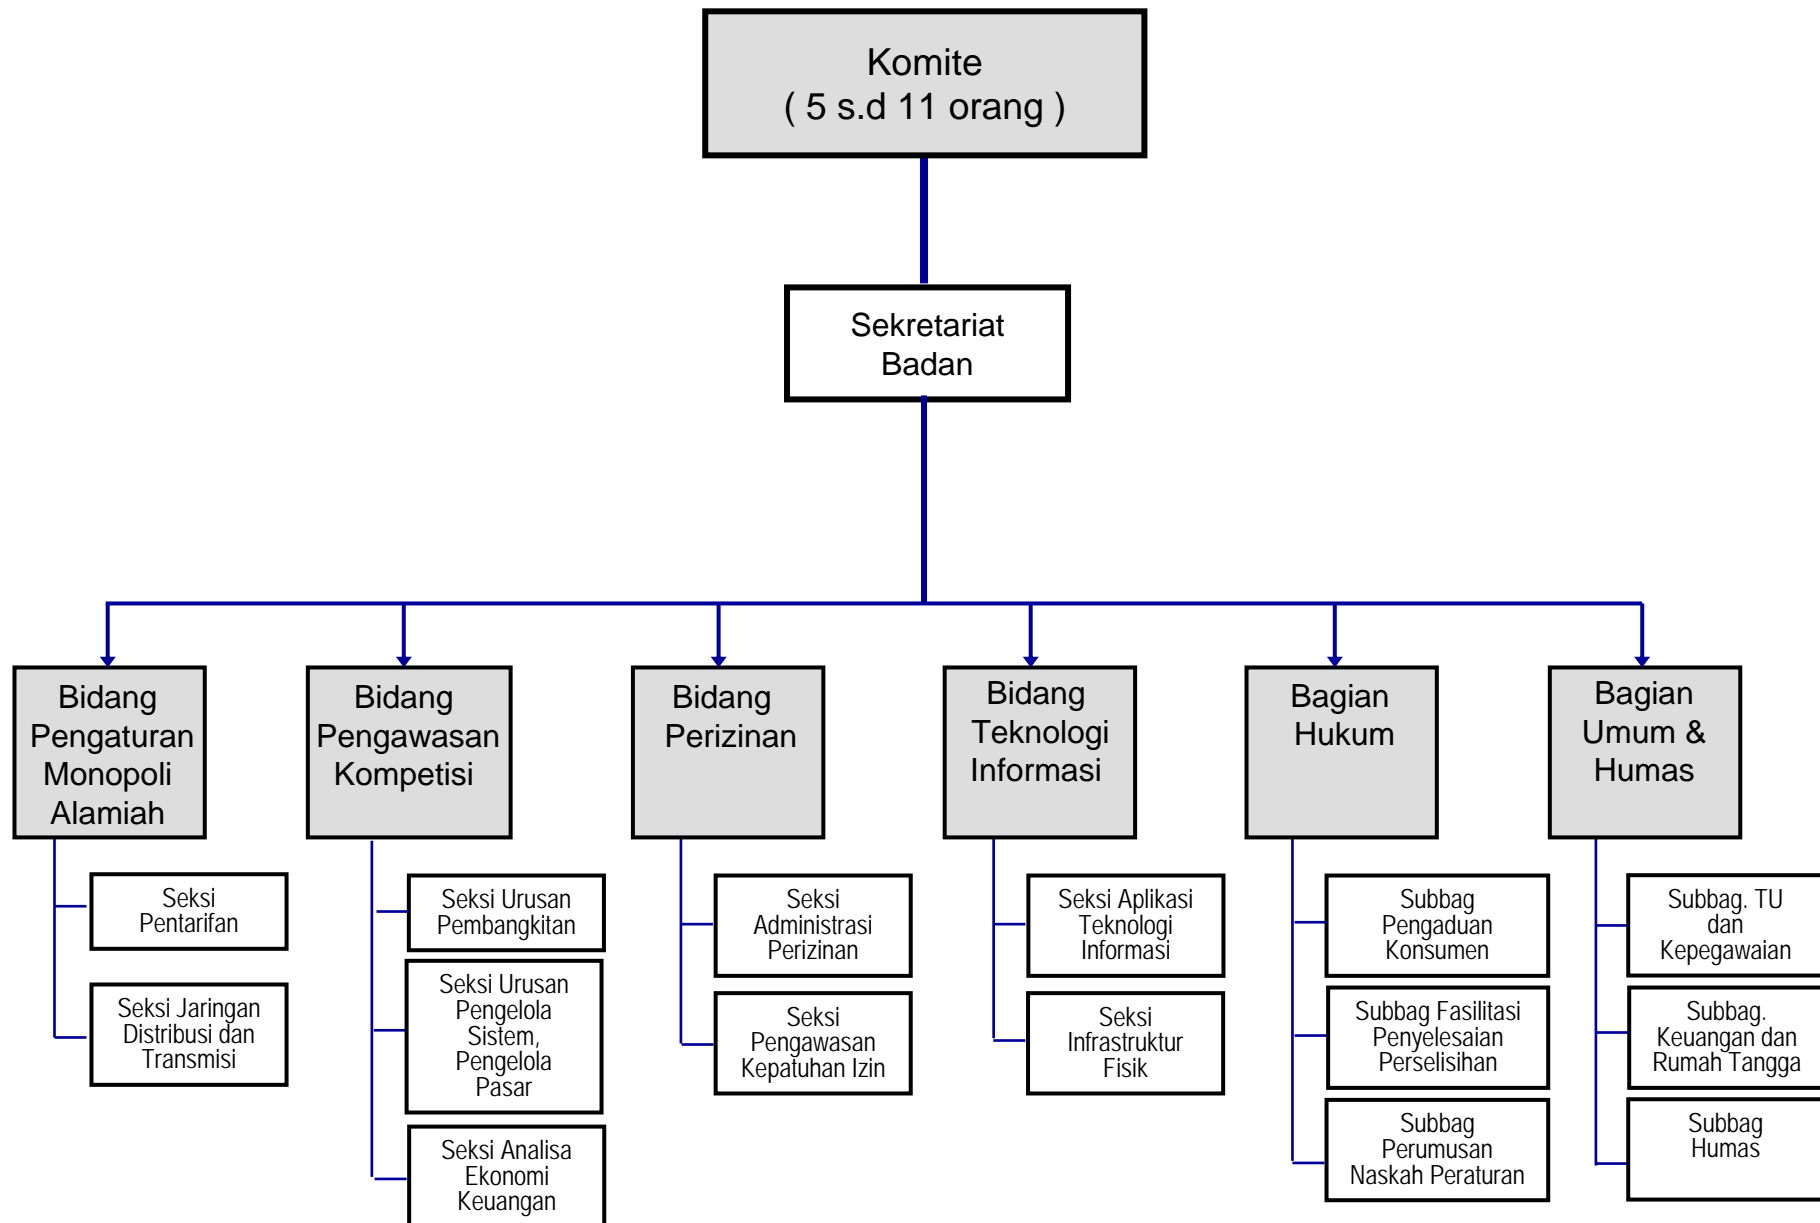 Komite
( 5 s.d 11 orang )
Sekretariat
Badan
Bidang
Pengaturan
Monopoli
Alamiah
Seksi
Pentarifan
Seksi Jaringan
Distribusi dan
Transmisi
Bidang
Pengawasan
Kompetisi
Seksi Urusan
Pembangkitan
Seksi Urusan
Pengelola
Sistem,
Pengelola
Pasar
Seksi Analisa
Ekonomi
Keuangan
Bidang
Perizinan
Seksi
Administrasi
Perizinan
Seksi
Pengawasan
Kepatuhan Izin
Bidang
Teknologi
Informasi
Seksi Aplikasi
Teknologi
Informasi
Seksi
Infrastruktur
Fisik
Bagian
Hukum
Subbag
Pengaduan
Konsumen
Subbag Fasilitasi
Penyelesaian
Perselisihan
Subbag
Perumusan
Naskah Peraturan
Bagian
Umum &
Humas
Subbag. TU
dan
Kepegawaian
Subbag.
Keuangan dan
Rumah Tangga
Subbag
Humas